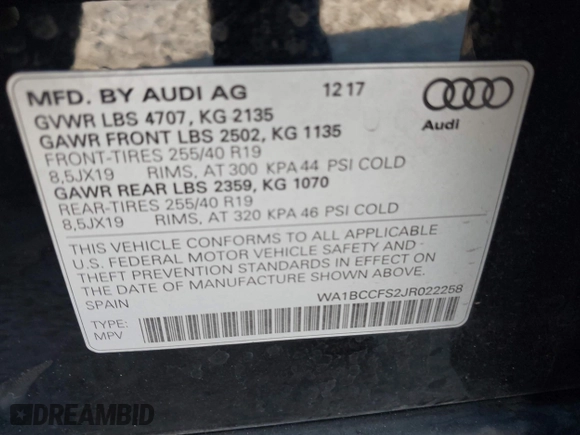 MFD. BY AUDI AG 12 17
GVWR LBS 4707, KG 2135
GAWR FRONT LBS 2502, KG 1135
FRONT-TIRES 255/40 R19
8,5JX19 RIMS, AT 300 KPA 44 PSI COLD
GAWR REAR LBS 2359, KG 1070
REAR-TIRES 255/40 R19
8,5JX19 RIMS, AT 320 KPA 46 PSI COLD
Audi
THIS VEHICLE CONFORMS TO ALL APPLICABLE
U.S. FEDERAL MOTOR VEHICLE SAFETY AND
THEFT PREVENTION STANDARDS IN EFFECT ON
THE DATE OF MANUFACTURE SHOWN ABOVE.
SPAIN WA1BCCFS2JR022258
TYPE:
MPV
DREAMBID